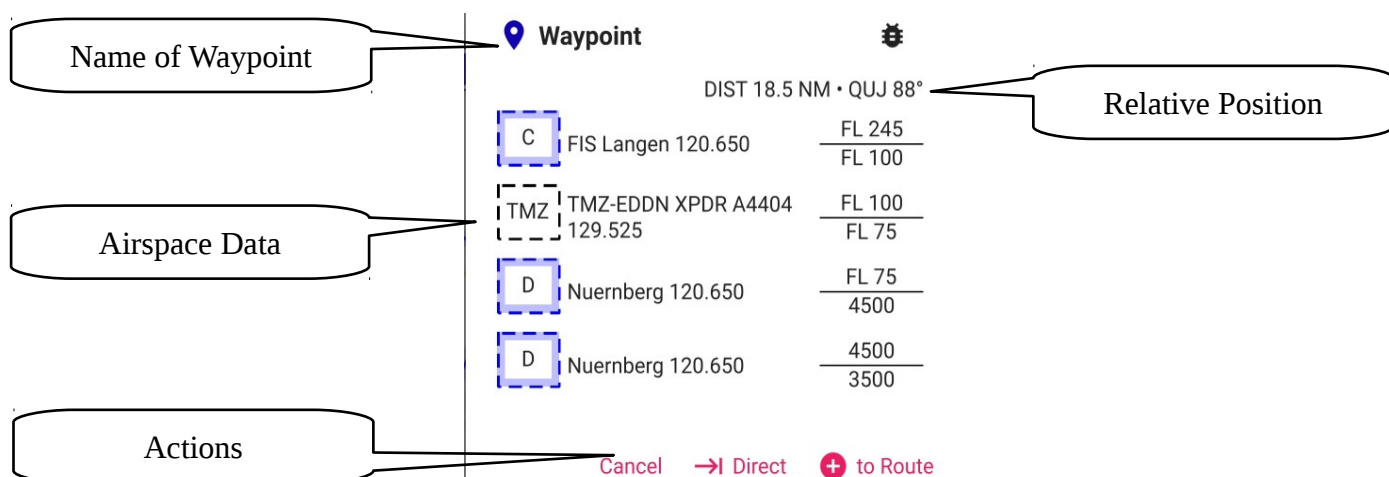 Name of Waypoint
Waypoint
DIST 18.5 NM • QUJ 88°
Relative Position
C
FIS Langen 120.650
FL 245
FL 100
Airspace Data
TMZ
TMZ-EDDN XPDR A4404
129.525
FL 100
FL 75
D
Nuernberg 120.650
FL 75
4500
D
Nuernberg 120.650
4500
3500
Actions
Cancel
Direct
to Route